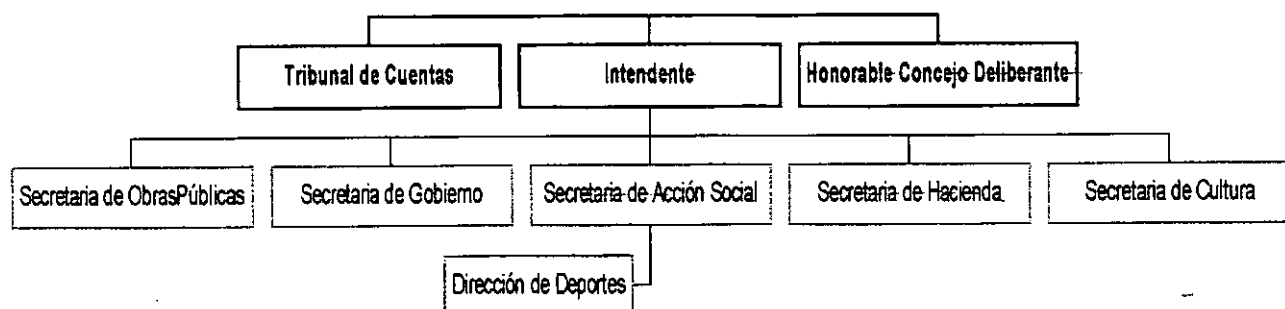 Tribunal de Cuentas
Intendente
Honorable Concejo Deliberante
Secretaria de ObrasPúblicas
Secretaria de Gobierno
Secretaria de Acción Social
Secretaria de Hacienda
Secretaria de Cultura
Dirección de Deportes